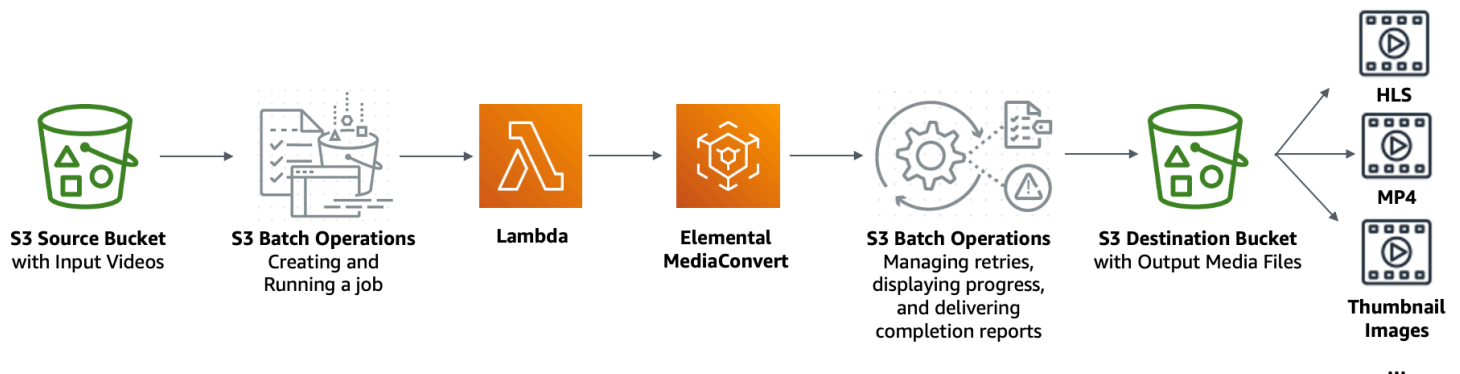 S3 Source Bucket
with Input Videos
S3 Batch Operations
Creating and
Running a job
Lambda
Elemental
MediaConvert
S3 Batch Operations
Managing retries,
displaying progress,
and delivering
completion reports
S3 Destination Bucket
with Output Media Files
HLS
MP4
Thumbnail
Images
...